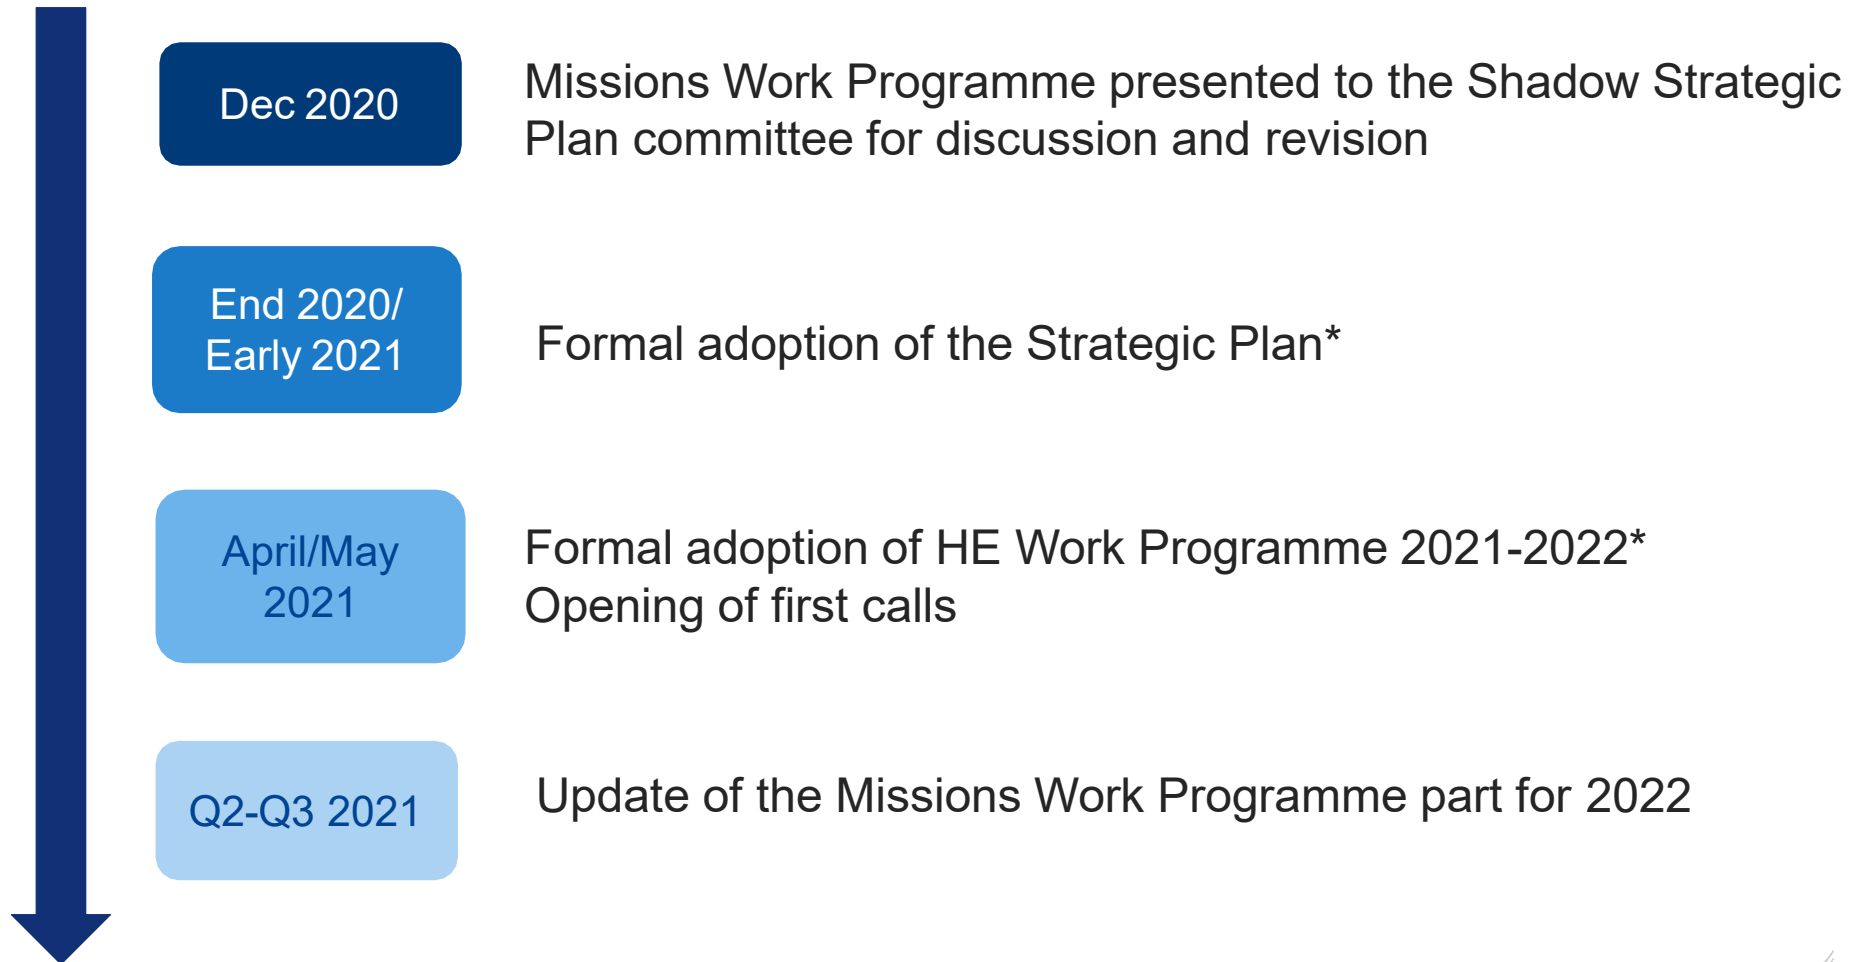 Dec 2020
Missions Work Programme presented to the Shadow Strategic
Plan committee for discussion and revision
End 2020/
Early 2021
Formal adoption of the Strategic Plan*
April/May
2021
Formal adoption of HE Work Programme 2021-2022*
Opening of first calls
Q2-Q3 2021
Update of the Missions Work Programme part for 2022